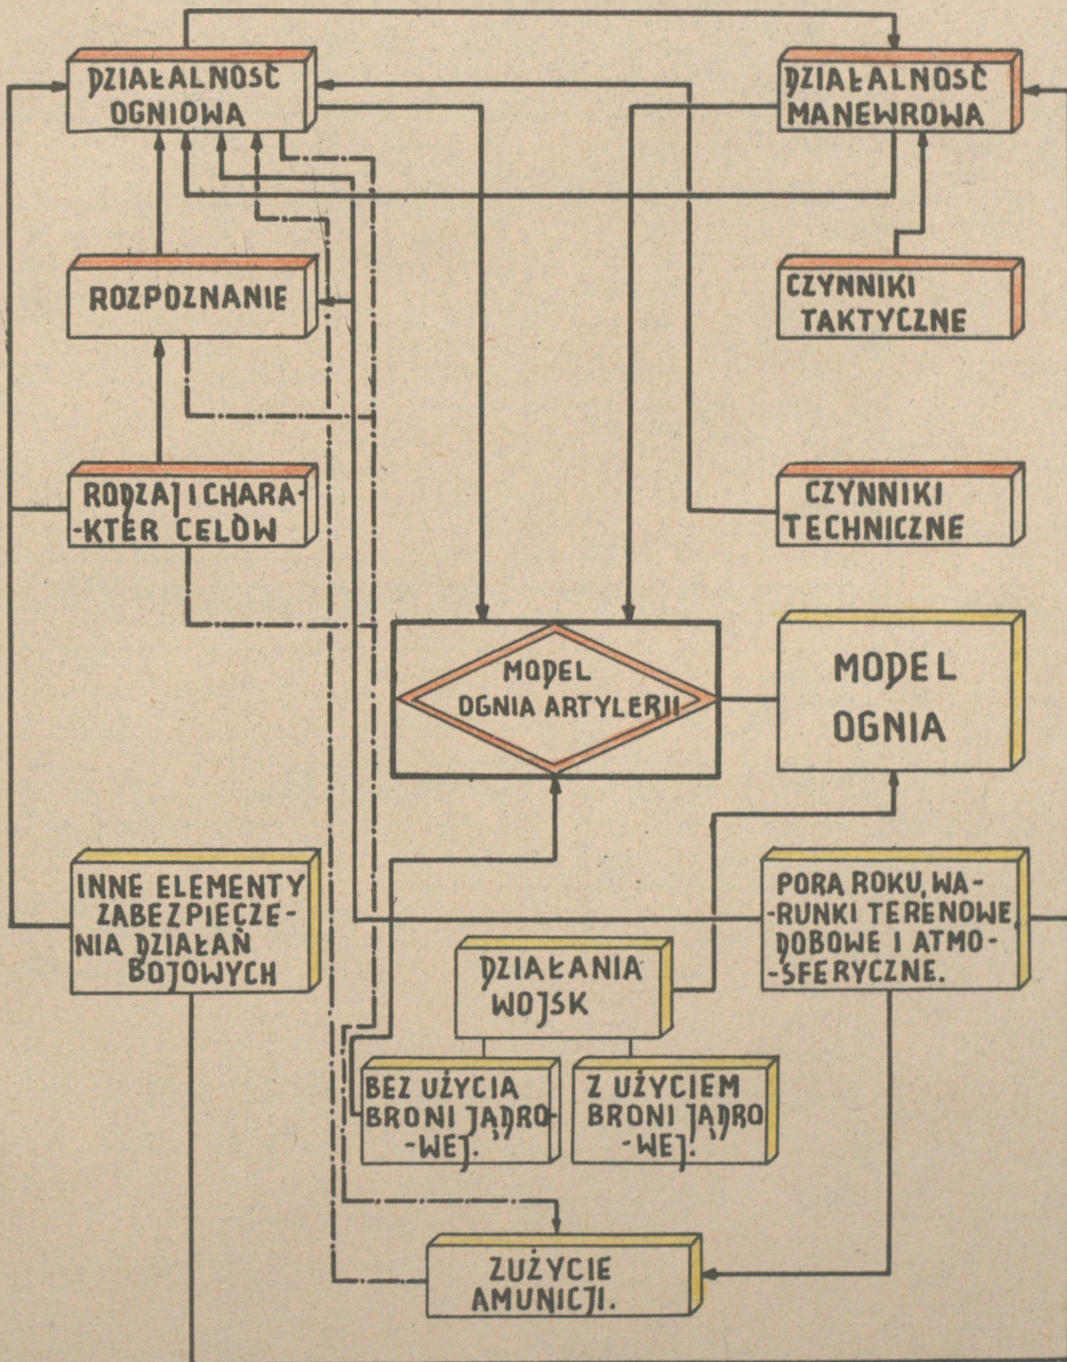 DZIAŁALNOŚĆ
OGNIOWA
DZIAŁALNOŚĆ
MANEWROWA
ROZPOZNANIE
CZYNNIKI
TAKTYCZNE
RODZAJ I CHARA-
-KTER CELÓW
CZYNNIKI
TECHNICZNE
MODEL
OGNIA ARTYLERII
MODEL
OGNIA
INNE ELEMENTY
ZABEZPIECZE-
NIA DZIAŁAŃ
BOJOWYCH
PORA ROKU, WA-
-RUNKI TERENOWE,
DOBOWE I ATMO-
-SFERYCZNE.
DZIAŁANIA
WOJSK
BEZ UŻYCIA
BRONI JĄDRO-
-WEJ.
Z UŻYCIEM
BRONI JĄDRO
-WEJ.
ZUŻYCIE
AMUNICJI.